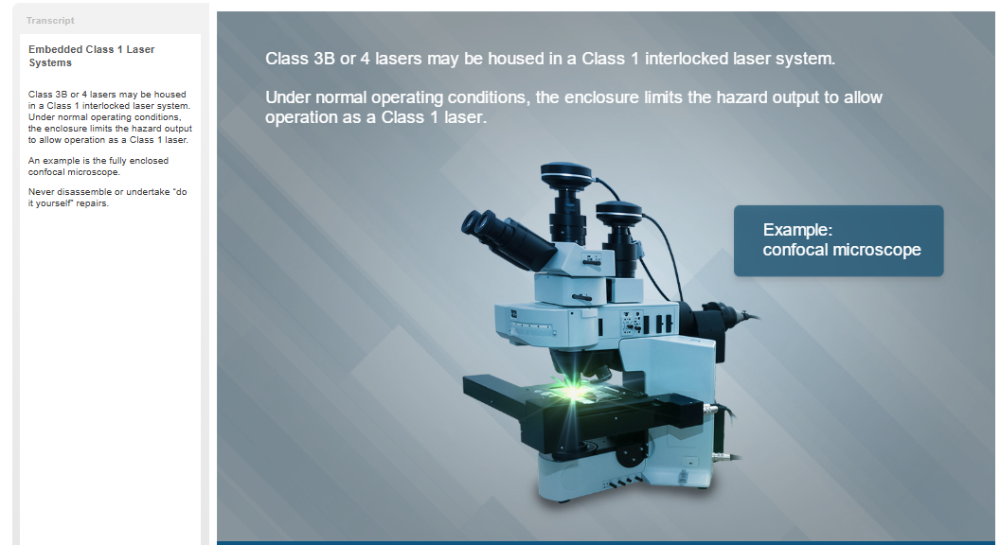 Transcript
Embedded Class 1 Laser
Systems
Class 3B or 4 lasers may be housed
in a Class 1 interlocked laser system.
Under normal operating conditions,
the enclosure limits the hazard output
to allow operation as a Class 1 laser.
An example is the fully enclosed
confocal microscope.
Never disassemble or undertake "do
it yourself" repairs.
Class 3B or 4 lasers may be housed in a Class 1 interlocked laser system.
Under normal operating conditions, the enclosure limits the hazard output to allow
operation as a Class 1 laser.
Example:
confocal microscope